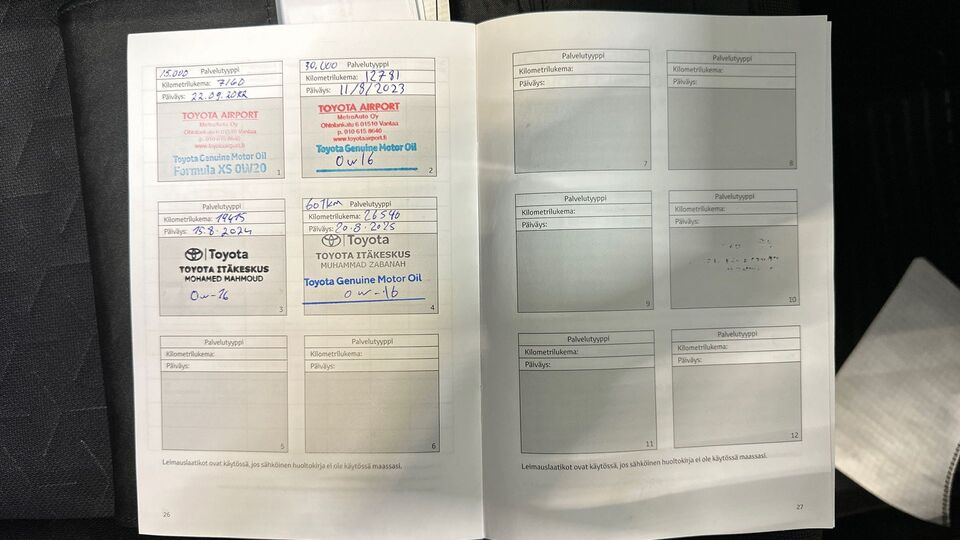 15.000 Palvelutyyppi
Kilometrilukema: 7160
Päiväys: 22.09.2022
TOYOTA AIRPORT
MetroAuto Oy
Ohtolankatu 6 01510 Vantaa
p. 010 615 8640
www.toyotaairport.fi
Toyota Genuine Motor Oil
Formula XS 0W20
1
30.000 Palvelutyyppi
Kilometrilukema: 12781
Päiväys: 11/8/2023
TOYOTA AIRPORT
MetroAuto Oy
Ohtolankatu 6 01510 Vantaa
p. 010 615 8640
www.toyotaairport.fi
Toyota Genuine Motor Oil
0w16
2
Palvelutyyppi
Kilometrilukema: 19415
Päiväys: 15.8.2024
Toyota
TOYOTA ITÄKESKUS
MOHAMED MAHMOUD
0w-16
3
60Tkm Palvelutyyppi
Kilometrilukema: 26540
Päiväys: 20.8.2025
Toyota
TOYOTA ITÄKESKUS
MUHAMMAD ZABANAH
Toyota Genuine Motor Oil
0w-16
4
Palvelutyyppi
Kilometrilukema:
Päiväys:
5
Palvelutyyppi
Kilometrilukema:
Päiväys:
6
Leimauslaatikot ovat käytössä, jos sähköinen huoltokirja ei ole käytössä maassasi.
26
Palvelutyyppi
Kilometrilukema:
Päiväys:
7
Palvelutyyppi
Kilometrilukema:
Päiväys:
8
Palvelutyyppi
Kilometrilukema:
Päiväys:
9
Palvelutyyppi
Kilometrilukema:
Päiväys:
10
Palvelutyyppi
Kilometrilukema:
Päiväys:
11
Palvelutyyppi
Kilometrilukema:
Päiväys:
12
Leimauslaatikot ovat käytössä, jos sähköinen huoltokirja ei ole käytössä maassasi.
27